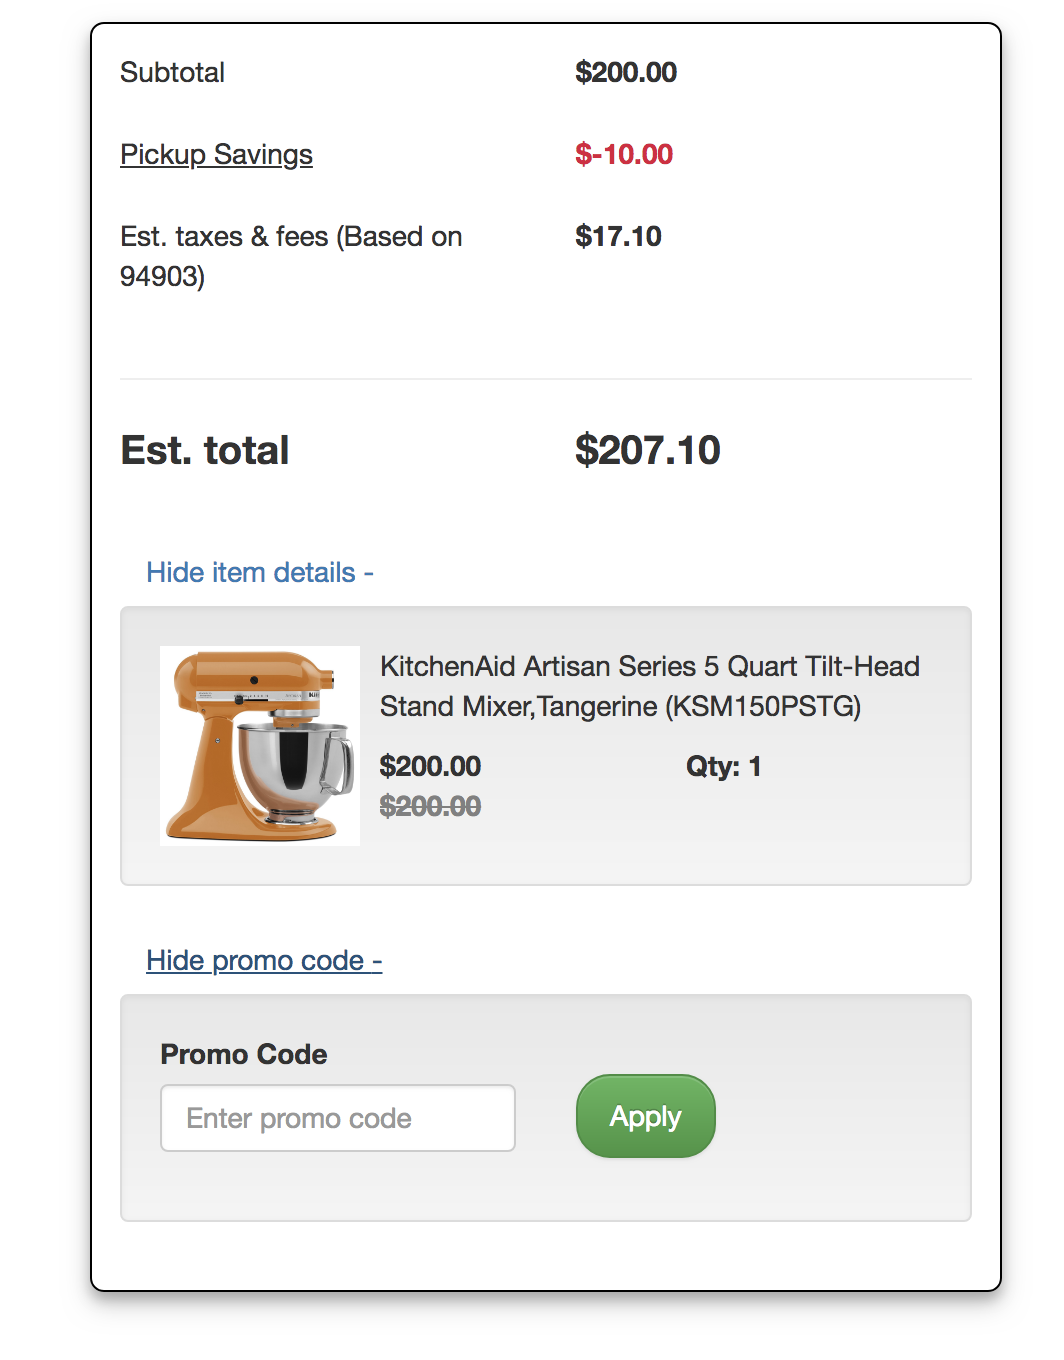 Subtotal $200.00
Pickup Savings $-10.00
Est. taxes & fees (Based on $17.10
94903)
Est. total $207.10
Hide item details -
KitchenAid Artisan Series 5 Quart Tilt-Head
Stand Mixer,Tangerine (KSM150PSTG)
$200.00 Qty: 1
$200.00
Hide promo code -
Promo Code
Enter promo code
Apply